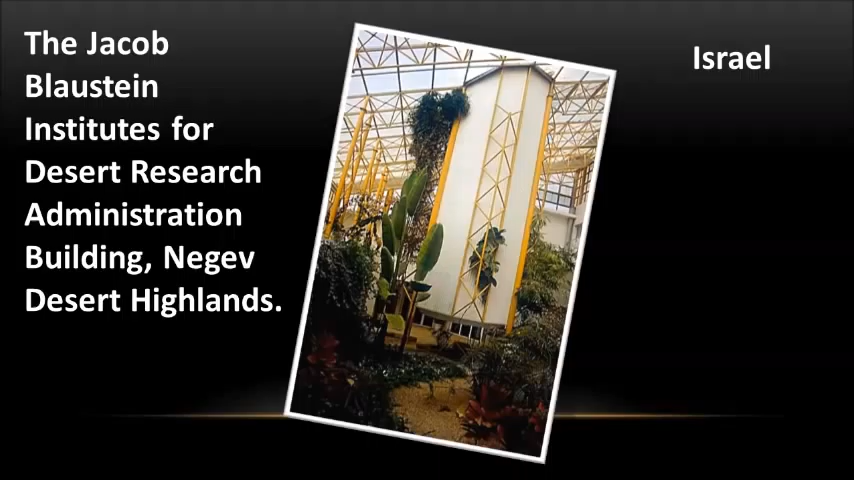 The Jacob
Blaustein
Institutes for
Desert Research
Administration
Building, Negev
Desert Highlands.
Israel